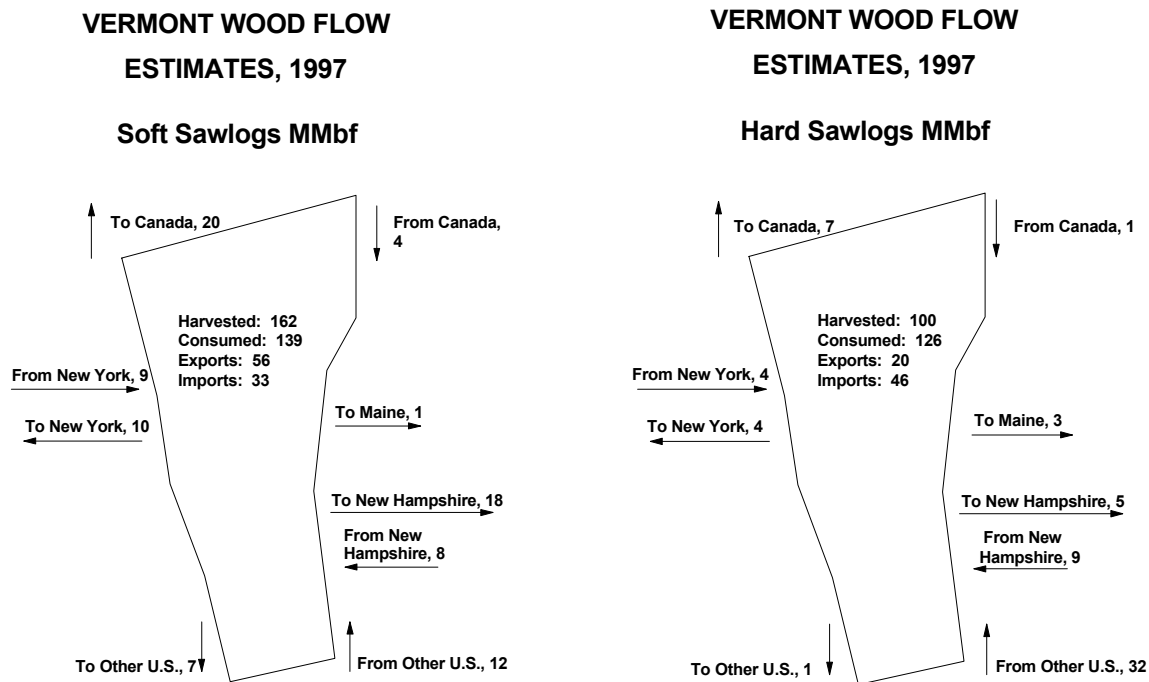 VERMONT WOOD FLOW
ESTIMATES, 1997
Soft Sawlogs MMbf
To Canada, 20
From Canada,
4
Harvested: 162
Consumed: 139
Exports: 56
Imports: 33
From New York, 9
To New York, 10
To Maine, 1
To New Hampshire, 18
From New
Hampshire, 8
To Other U.S., 7
From Other U.S., 12
VERMONT WOOD FLOW
ESTIMATES, 1997
Hard Sawlogs MMbf
To Canada, 7
From Canada, 1
Harvested: 100
Consumed: 126
Exports: 20
Imports: 46
From New York, 4
To New York, 4
To Maine, 3
To New Hampshire, 5
From New
Hampshire, 9
To Other U.S., 1
From Other U.S., 32